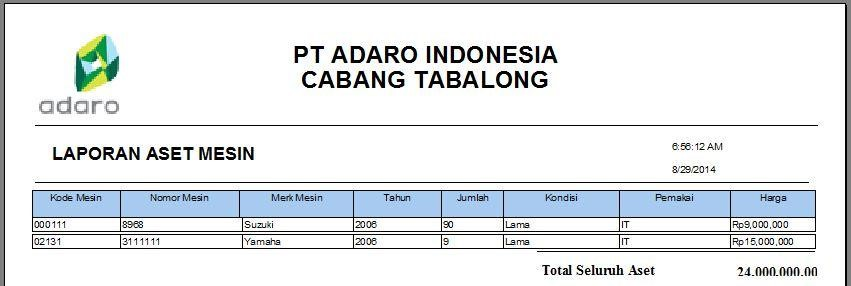 adaro
PT ADARO INDONESIA
CABANG TABALONG
LAPORAN ASET MESIN
6:56:12 AM
8/29/2014
Kode Mesin Nomor Mesin Merk Mesin Tahun Jumlah Kondisi Pemakai Harga
000111 8968 Suzuki 2006 90 Lama IT Rp9,000,000
02131 3111111 Yamaha 2006 9 Lama IT Rp15,000,000
Total Seluruh Aset 24.000.000.00